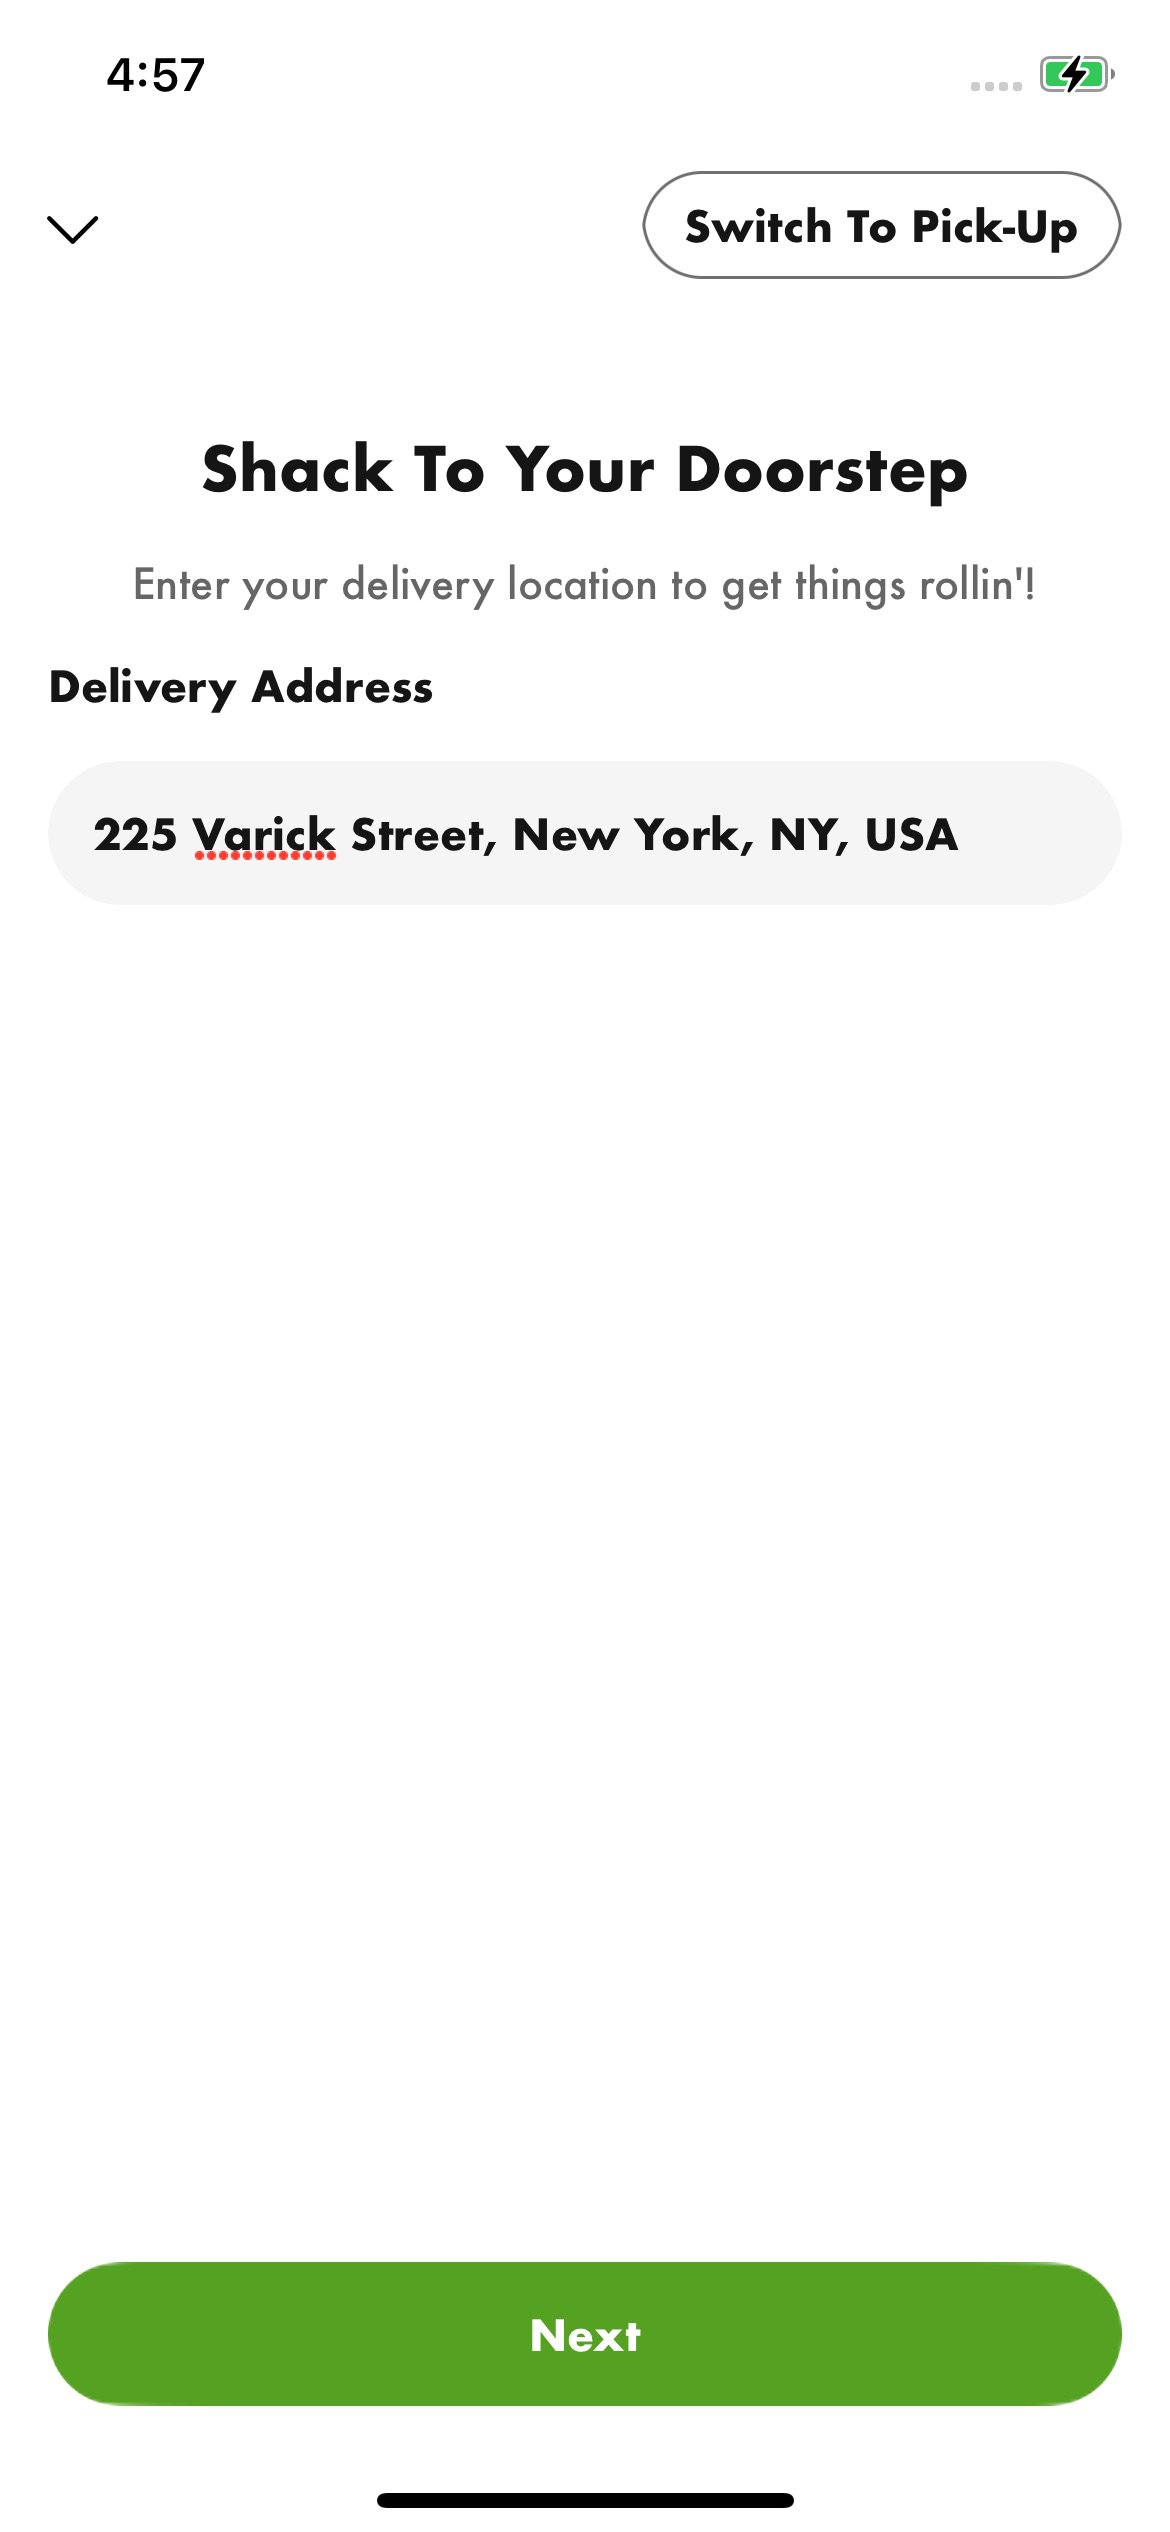 4:57
Switch To Pick-Up
Shack To Your Doorstep
Enter your delivery location to get things rollin'!
Delivery Address
225 Varick Street, New York, NY, USA
Next